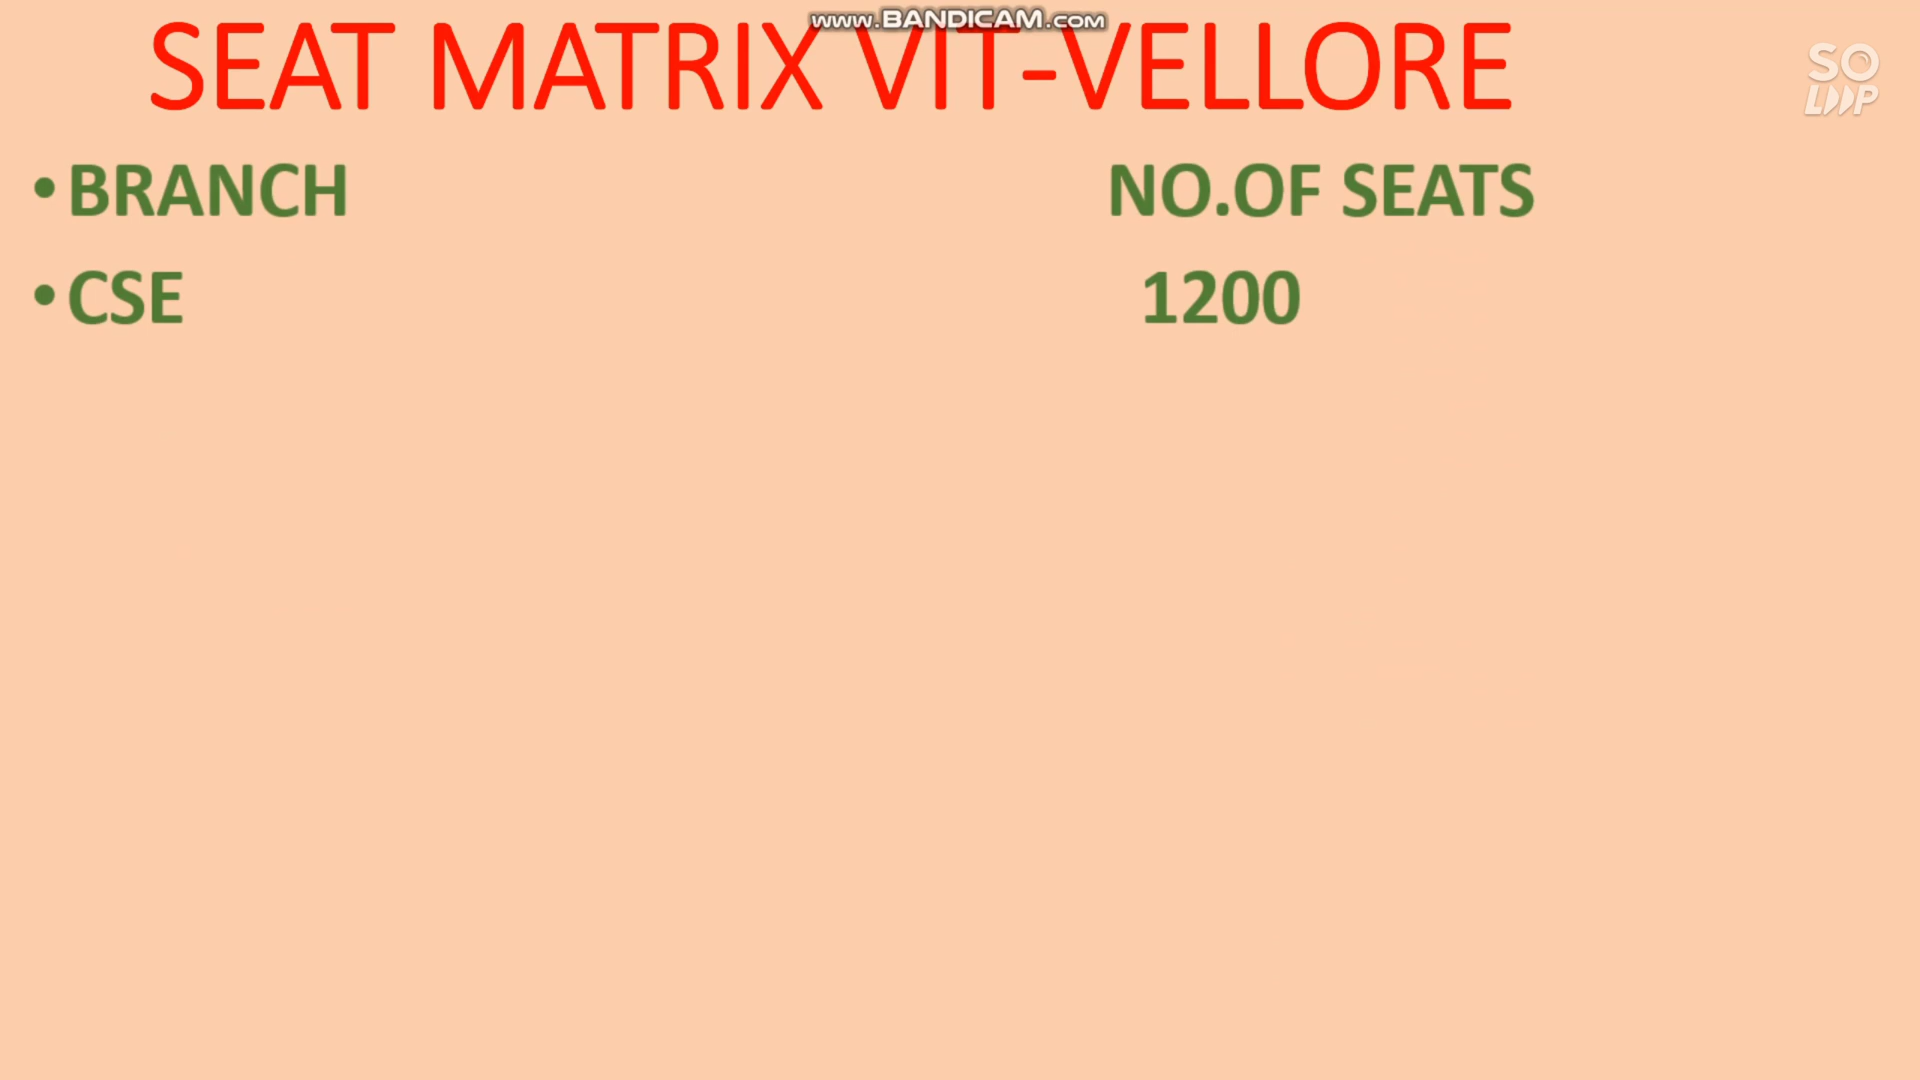 www.BANDICAM.com
SEAT MATRIX VIT-VELLORE
SO
LOOP
• BRANCH NO.OF SEATS
• CSE 1200